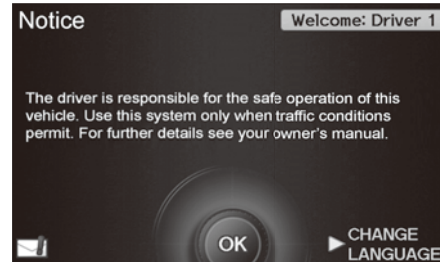 Notice
Welcome: Driver 1
The driver is responsible for the safe operation of this
vehicle. Use this system only when traffic conditions
permit. For further details see your owner's manual.
OK
CHANGE
LANGUAGE